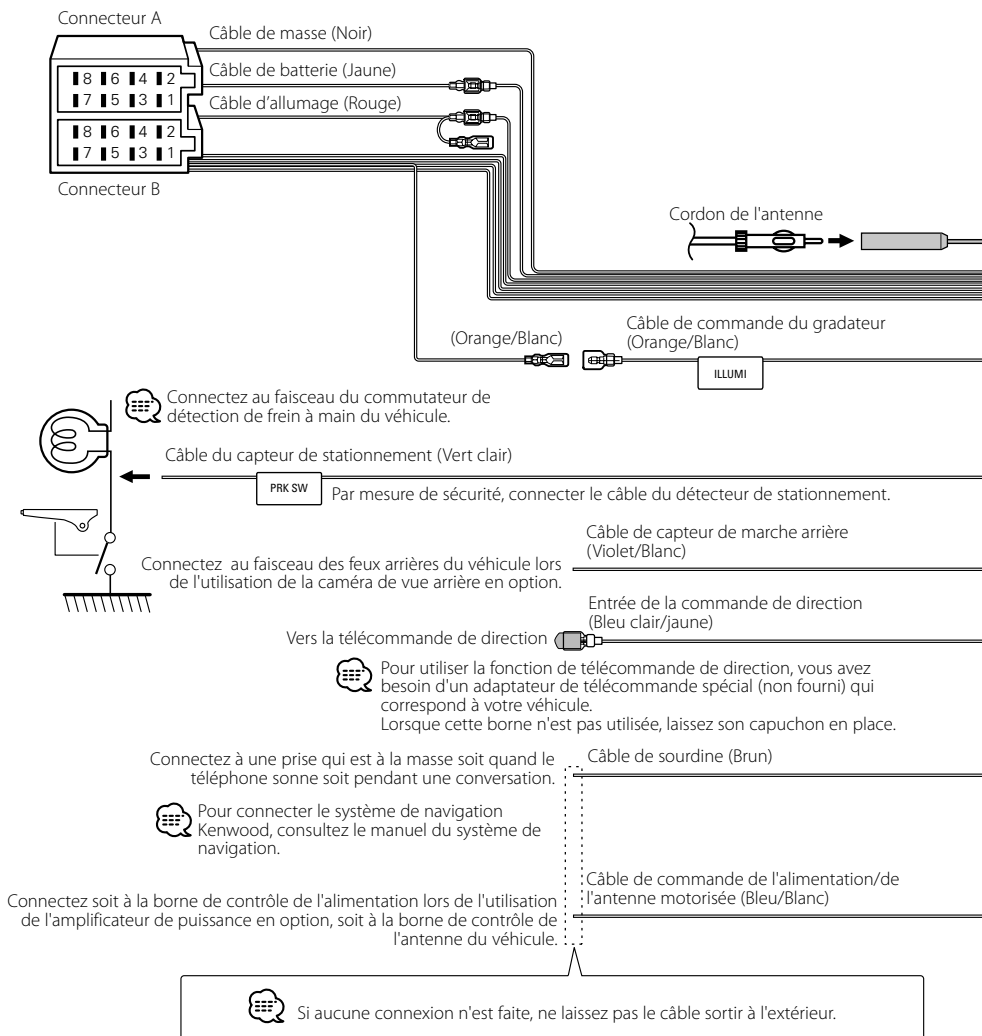 Connecteur A
Câble de masse (Noir)
Câble de batterie (Jaune)
8 6 4 2
7 5 3 1
Câble d'allumage (Rouge)
8 6 4 2
7 5 3 1
Connecteur B
Cordon de l'antenne
(Orange/Blanc)
Câble de commande du gradateur
(Orange/Blanc)
ILLUMI
Connectez au faisceau du commutateur de
détection de frein à main du véhicule.
Câble du capteur de stationnement (Vert clair)
PRK SW
Par mesure de sécurité, connecter le câble du détecteur de stationnement.
Câble de capteur de marche arrière
(Violet/Blanc)
Connectez au faisceau des feux arrières du véhicule lors
de l'utilisation de la caméra de vue arrière en option.
Entrée de la commande de direction
(Bleu clair/jaune)
Vers la télécommande de direction
Pour utiliser la fonction de télécommande de direction, vous avez
besoin d'un adaptateur de télécommande spécial (non fourni) qui
correspond à votre véhicule.
Lorsque cette borne n'est pas utilisée, laissez son capuchon en place.
Connectez à une prise qui est à la masse soit quand le
téléphone sonne soit pendant une conversation.
Câble de sourdine (Brun)
Pour connecter le système de navigation
Kenwood, consultez le manuel du système de
navigation.
Câble de commande de l'alimentation/de
l'antenne motorisée (Bleu/Blanc)
Connectez soit à la borne de contrôle de l'alimentation lors de l'utilisation
de l'amplificateur de puissance en option, soit à la borne de contrôle de
l'antenne du véhicule.
Si aucune connexion n'est faite, ne laissez pas le câble sortir à l'extérieur.